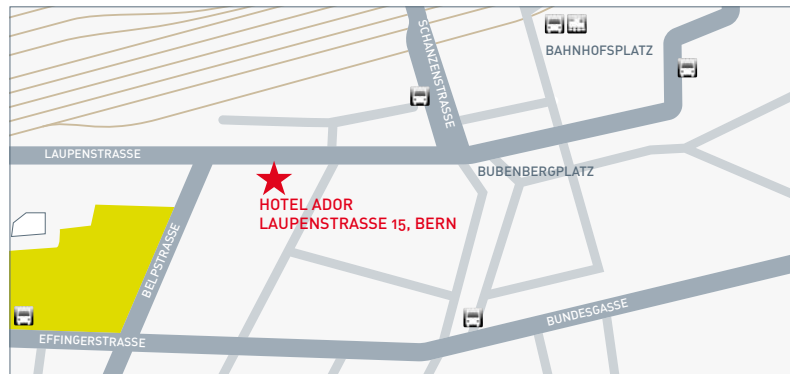 SCHANZENSTRASSE
BAHNHOFSPLATZ
LAUPENSTRASSE
BUBENBERGPLATZ
HOTEL ADOR
LAUPENSTRASSE 15, BERN
BELPSTRASSE
BUNDESGASSE
EFFINGERSTRASSE